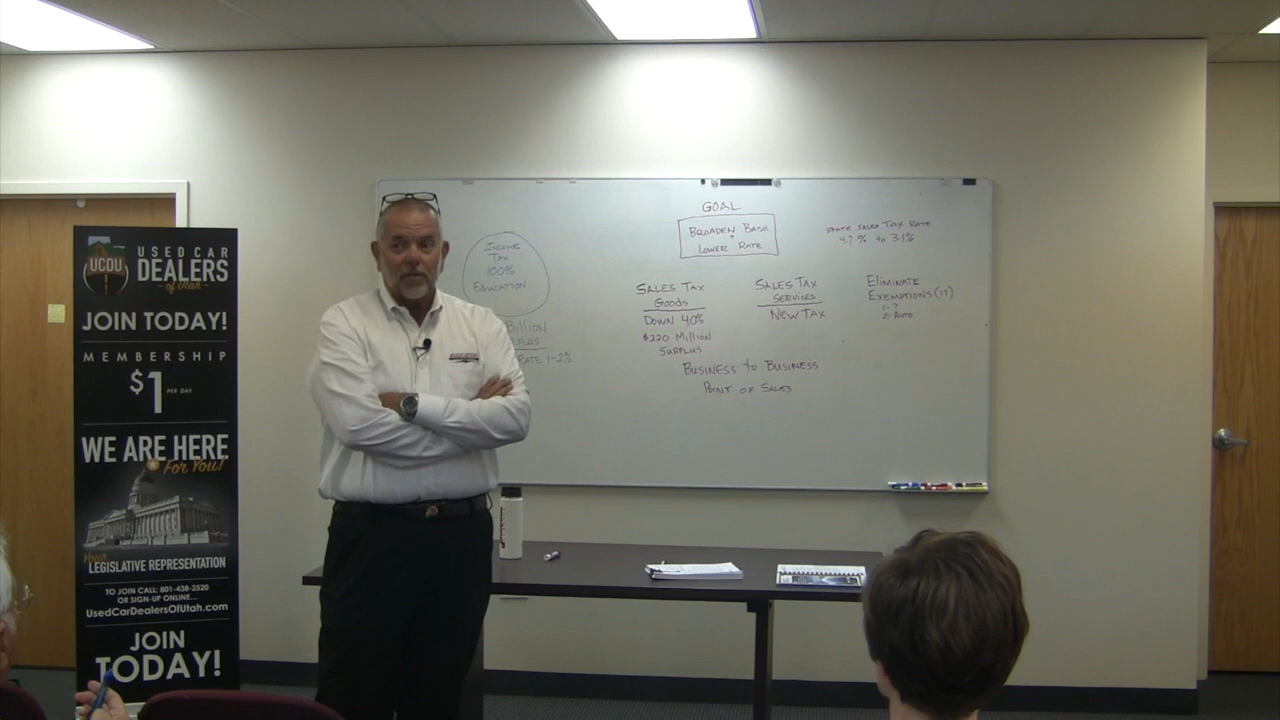 UCDU
USED CAR
DEALERS
- of Utah -
JOIN TODAY!
MEMBERSHIP
$1 PER DAY
WE ARE HERE
For You!
Your
LEGISLATIVE REPRESENTATION
TO JOIN CALL: 801-438-2520
OR SIGN-UP ONLINE...
UsedCarDealersOfUtah.com
JOIN
TODAY!
INCOME
TAX
100%
EDUCATION
BILLION
RATE 1-2%
GOAL
BROADEN BASE
+
LOWER RATE
STATE SALES TAX RATE
4.7% to 3.1%
SALES TAX
GOODS
DOWN 40%
$220 MILLION
SURPLUS
SALES TAX
SERVICES
NEW TAX
ELIMINATE
EXEMPTIONS (17)
1- ?
2- AUTO
BUSINESS to BUSINESS
POINT OF SALES